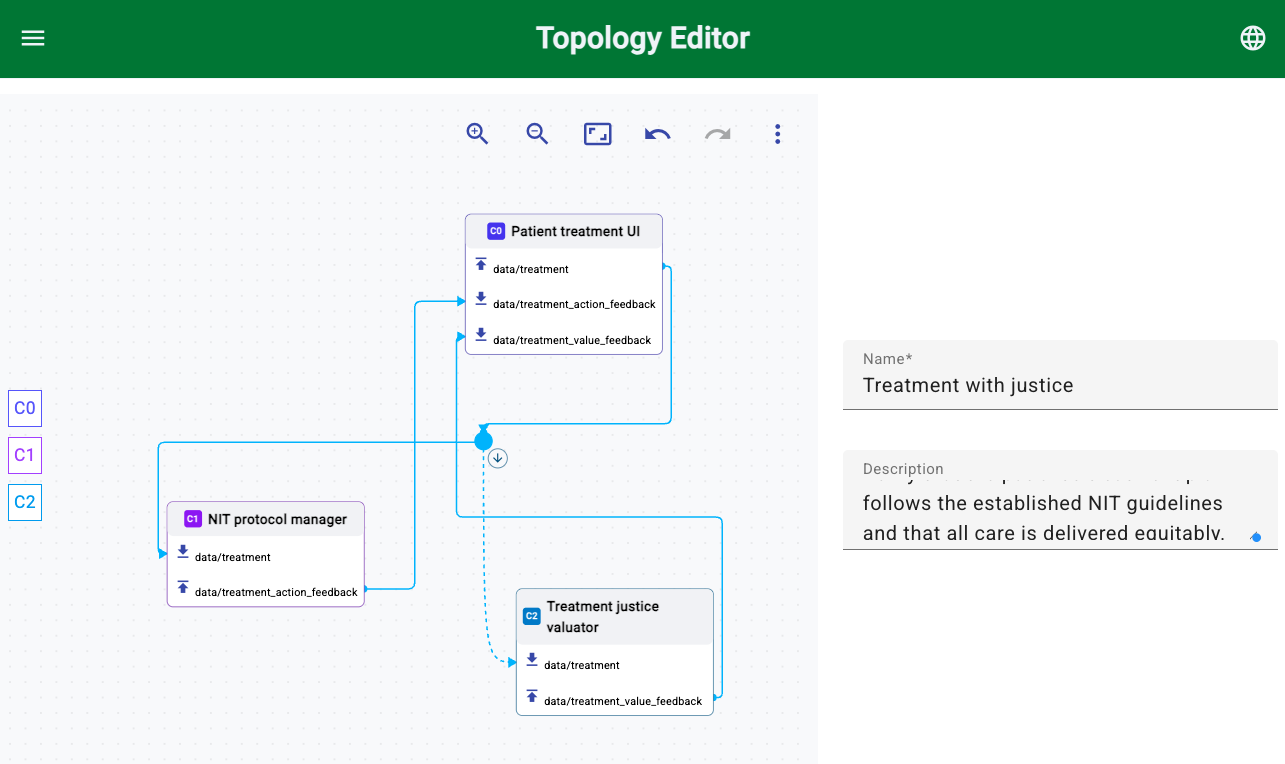 Topology Editor
C0 Patient treatment UI
data/treatment
data/treatment_action_feedback
data/treatment_value_feedback
C0
C1
C2
C1 NIT protocol manager
data/treatment
data/treatment_action_feedback
C2 Treatment justice
valuator
data/treatment
data/treatment_value_feedback
Name*
Treatment with justice
Description
follows the established NIT guidelines
and that all care is delivered equitably.